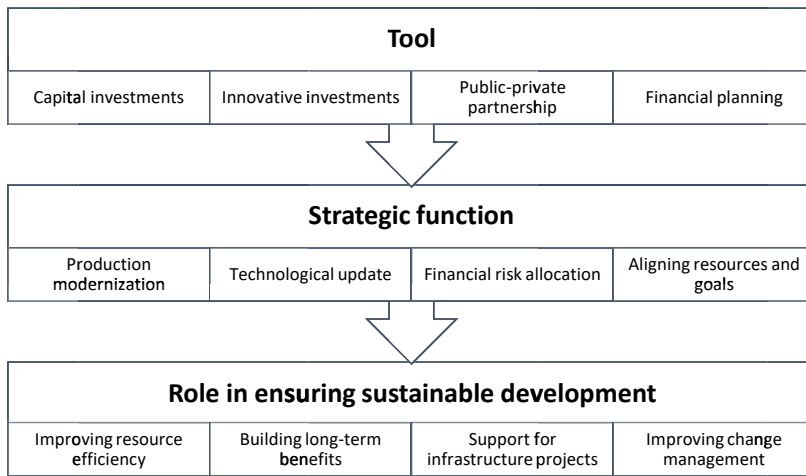 Tool
Capital investments
Innovative investments
Public-private
partnership
Financial planning
Strategic function
Production
modernization
Technological update
Financial risk allocation
Aligning resources and
goals
Role in ensuring sustainable development
Improving resource
efficiency
Building long-term
benefits
Support for
infrastructure projects
Improving change
management